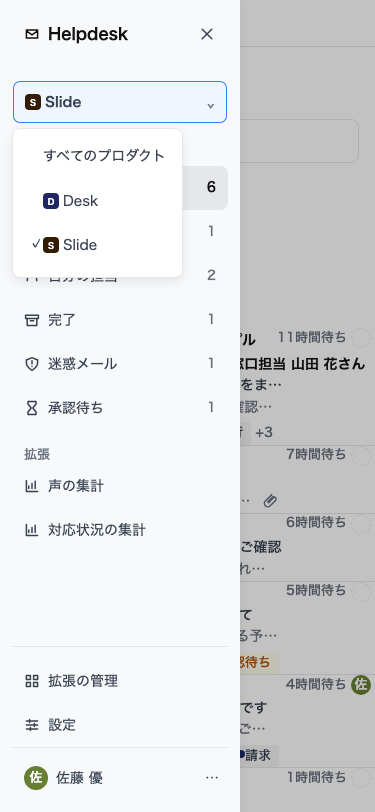 Helpdesk
S Slide
すべてのプロダクト
D Desk
✓ S Slide
6
1
2
完了 1
迷惑メール 1
承認待ち 1
拡張
声の集計
対応状況の集計
拡張の管理
設定
佐 佐藤 優 …
プル 11時間待ち
窓口担当 山田 花さん
をま…
確認…
+3
7時間待ち
…
6時間待ち
ご確認
れ…
5時間待ち
て
る予…
認待ち
4時間待ち 佐
です
ご…
請求
1時間待ち